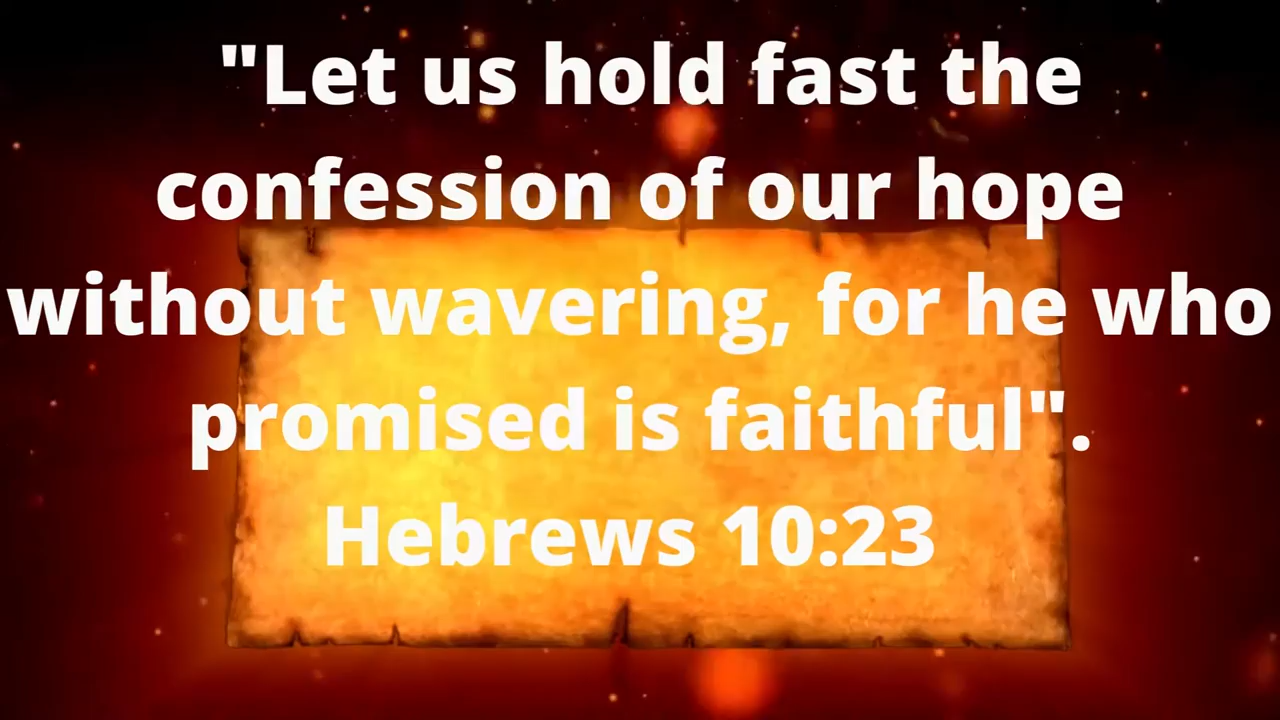 "Let us hold fast the
confession of our hope
without wavering, for he who
promised is faithful".
Hebrews 10:23